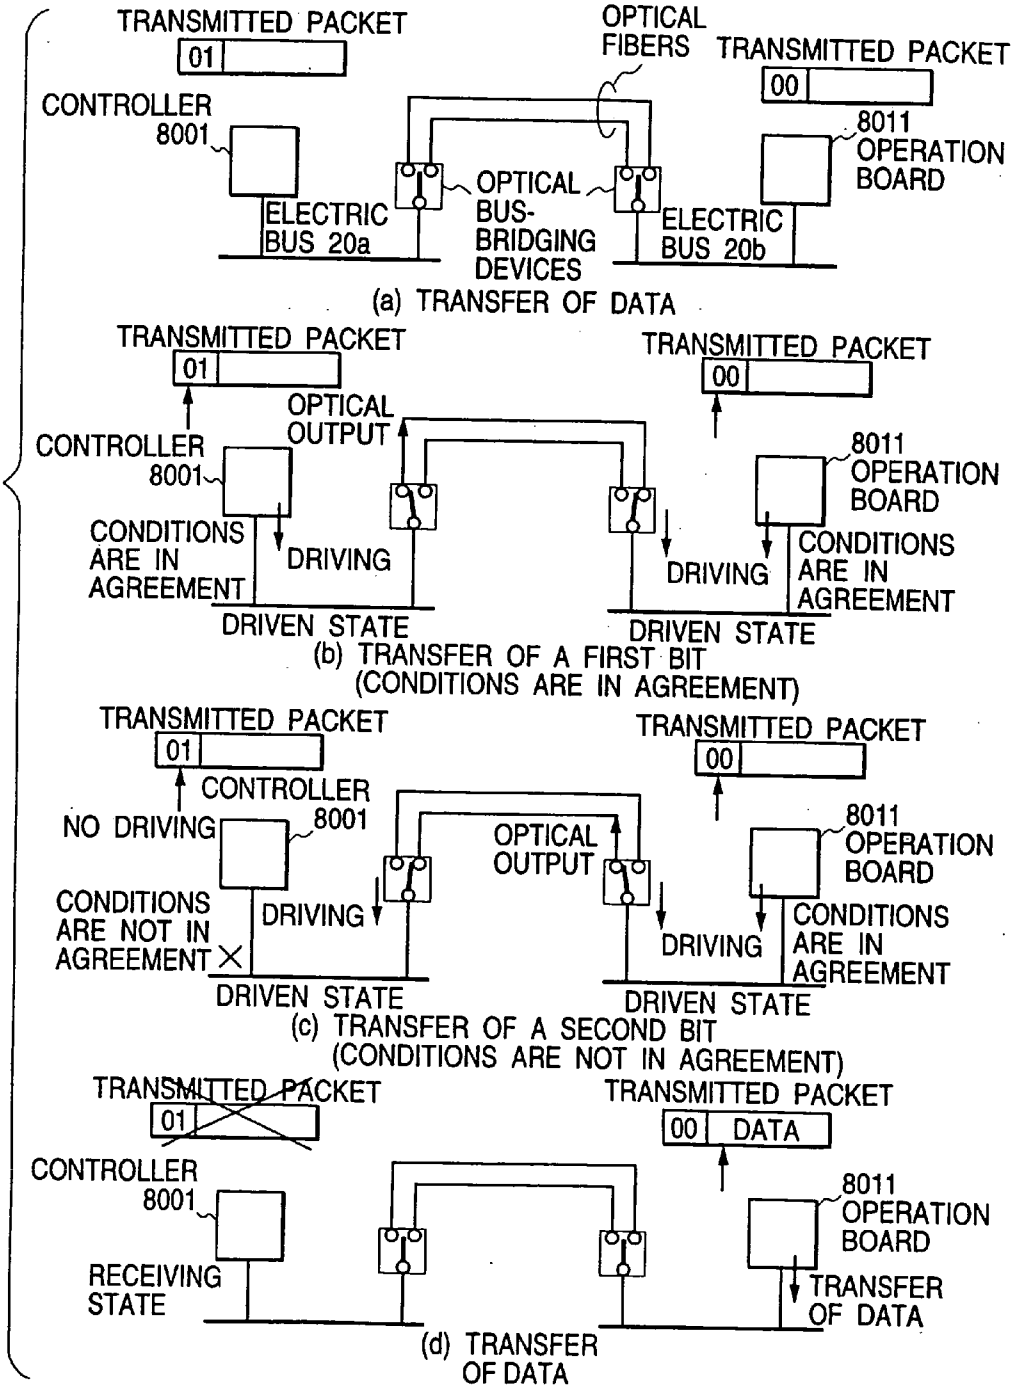 TRANSMITTED PACKET
01
OPTICAL
FIBERS
TRANSMITTED PACKET
00
CONTROLLER
8001
8011
OPERATION
BOARD
ELECTRIC
BUS 20a
OPTICAL
BUS-
BRIDGING
DEVICES
ELECTRIC
BUS 20b
(a) TRANSFER OF DATA
TRANSMITTED PACKET
01
TRANSMITTED PACKET
00
OPTICAL
OUTPUT
CONTROLLER
8001
8011
OPERATION
BOARD
CONDITIONS
ARE IN
AGREEMENT
DRIVING
DRIVING
CONDITIONS
ARE IN
AGREEMENT
DRIVEN STATE
DRIVEN STATE
(b) TRANSFER OF A FIRST BIT
(CONDITIONS ARE IN AGREEMENT)
TRANSMITTED PACKET
01
TRANSMITTED PACKET
00
CONTROLLER
8001
NO DRIVING
OPTICAL
OUTPUT
8011
OPERATION
BOARD
CONDITIONS
ARE NOT IN
AGREEMENT
DRIVING
DRIVING
CONDITIONS
ARE IN
AGREEMENT
DRIVEN STATE
DRIVEN STATE
(c) TRANSFER OF A SECOND BIT
(CONDITIONS ARE NOT IN AGREEMENT)
TRANSMITTED PACKET
01
TRANSMITTED PACKET
00 DATA
CONTROLLER
8001
8011
OPERATION
BOARD
RECEIVING
STATE
TRANSFER
OF DATA
(d) TRANSFER
OF DATA